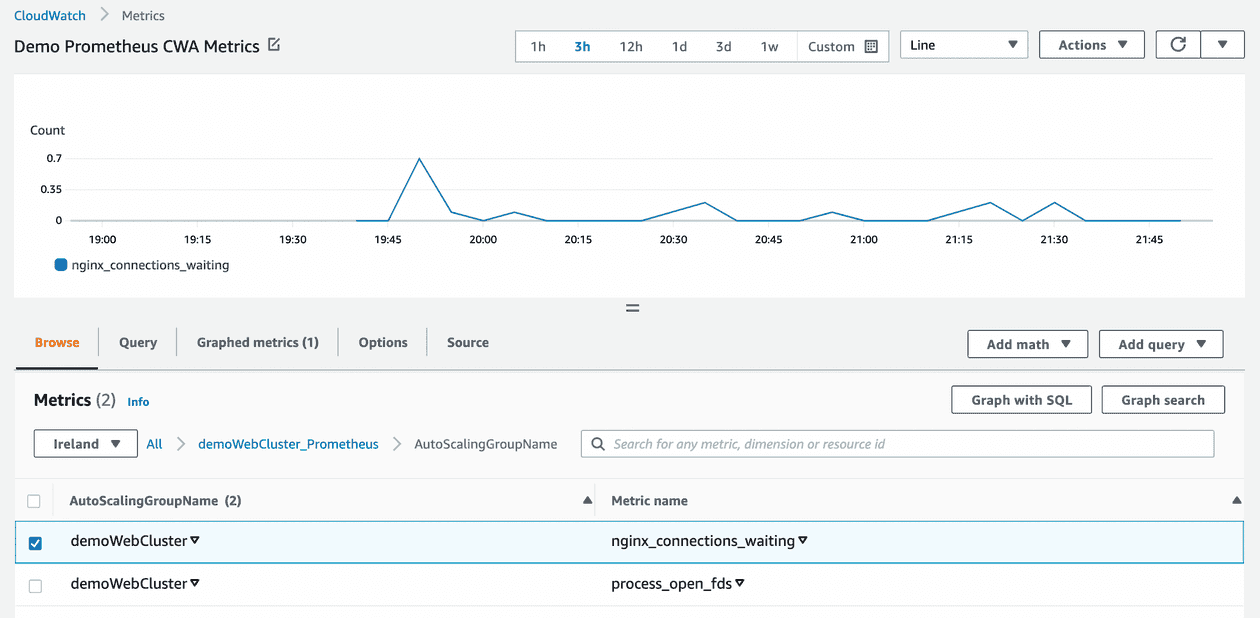 CloudWatch > Metrics
Demo Prometheus CWA Metrics
1h 3h 12h 1d 3d 1w Custom Line Actions
Count
0.7
0.35
0
19:00 19:15 19:30 19:45 20:00 20:15 20:30 20:45 21:00 21:15 21:30 21:45
nginx_connections_waiting
Browse Query Graphed metrics (1) Options Source Add math Add query
Metrics (2) Info Graph with SQL Graph search
Ireland All > demoWebCluster_Prometheus > AutoScalingGroupName Search for any metric, dimension or resource id
AutoScalingGroupName (2) Metric name
demoWebCluster nginx_connections_waiting
demoWebCluster process_open_fds